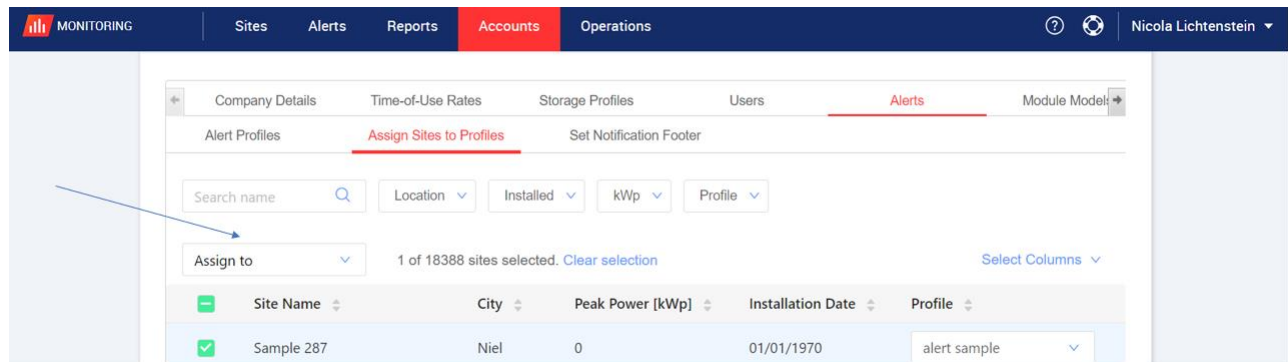 MONITORING Sites Alerts Reports Accounts Operations Nicola Lichtenstein
Company Details Time-of-Use Rates Storage Profiles Users Alerts Module Models
Alert Profiles Assign Sites to Profiles Set Notification Footer
Search name Location Installed kWp Profile
Assign to 1 of 18388 sites selected. Clear selection Select Columns
Site Name City Peak Power [kWp] Installation Date Profile
Sample 287 Niel 0 01/01/1970 alert sample